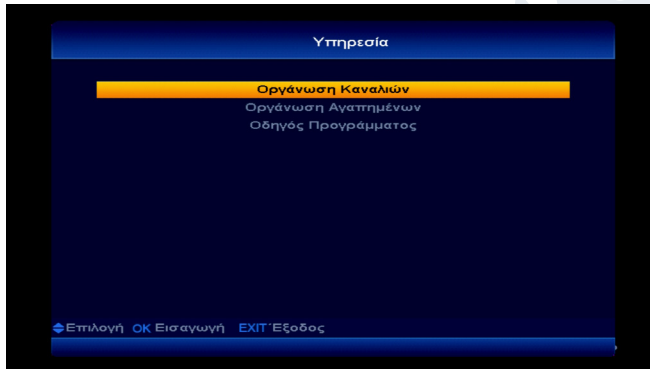 Υπηρεσία
Οργάνωση Καναλιών
Οργάνωση Αγαπημένων
Οδηγός Προγράμματος
Επιλογή OK Εισαγωγή EXIT Έξοδος